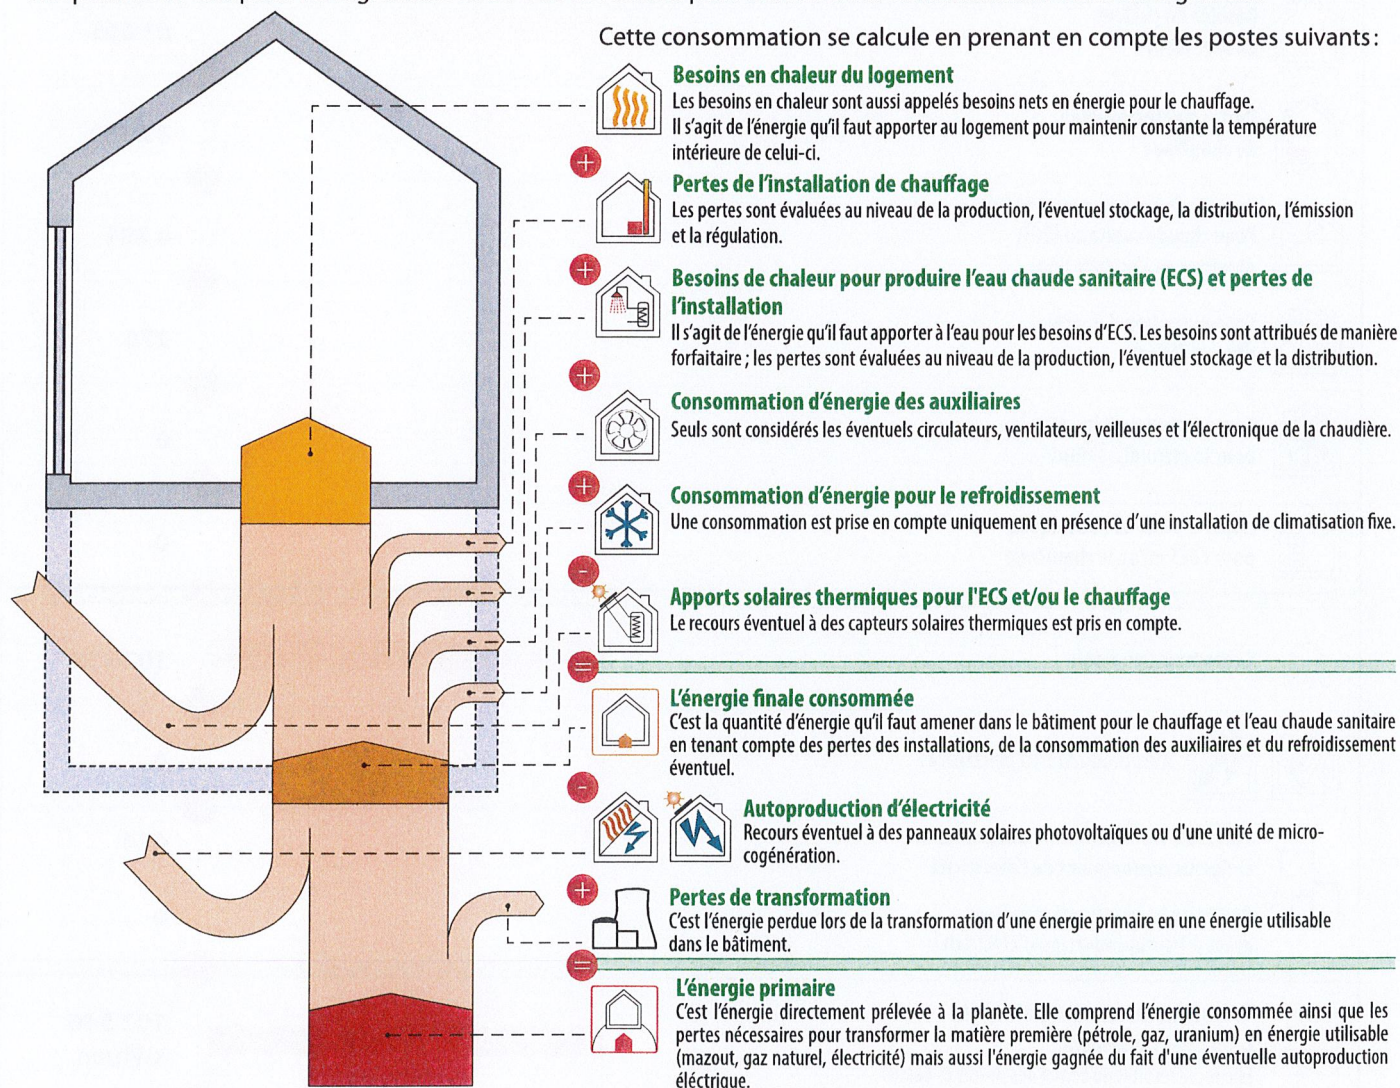 Cette consommation se calcule en prenant en compte les postes suivants :
Besoins en chaleur du logement
Les besoins en chaleur sont aussi appelés besoins nets en énergie pour le chauffage.
Il s'agit de l'énergie qu'il faut apporter au logement pour maintenir constante la température
intérieure de celui-ci.
+
Pertes de l'installation de chauffage
Les pertes sont évaluées au niveau de la production, l'éventuel stockage, la distribution, l'émission
et la régulation.
+
Besoins de chaleur pour produire l'eau chaude sanitaire (ECS) et pertes de
l'installation
Il s'agit de l'énergie qu'il faut apporter à l'eau pour les besoins d'ECS. Les besoins sont attribués de manière
forfaitaire ; les pertes sont évaluées au niveau de la production, l'éventuel stockage et la distribution.
+
Consommation d'énergie des auxiliaires
Seuls sont considérés les éventuels circulateurs, ventilateurs, veilleuses et l'électronique de la chaudière.
+
Consommation d'énergie pour le refroidissement
Une consommation est prise en compte uniquement en présence d'une installation de climatisation fixe.
-
Apports solaires thermiques pour l'ECS et/ou le chauffage
Le recours éventuel à des capteurs solaires thermiques est pris en compte.
=
L'énergie finale consommée
C'est la quantité d'énergie qu'il faut amener dans le bâtiment pour le chauffage et l'eau chaude sanitaire
en tenant compte des pertes des installations, de la consommation des auxiliaires et du refroidissement
éventuel.
-
Autoproduction d'électricité
Recours éventuel à des panneaux solaires photovoltaïques ou d'une unité de micro-
cogénération.
+
Pertes de transformation
C'est l'énergie perdue lors de la transformation d'une énergie primaire en une énergie utilisable
dans le bâtiment.
=
L'énergie primaire
C'est l'énergie directement prélevée à la planète. Elle comprend l'énergie consommée ainsi que les
pertes nécessaires pour transformer la matière première (pétrole, gaz, uranium) en énergie utilisable
(mazout, gaz naturel, électricité) mais aussi l'énergie gagnée du fait d'une éventuelle autoproduction
éléctrique.